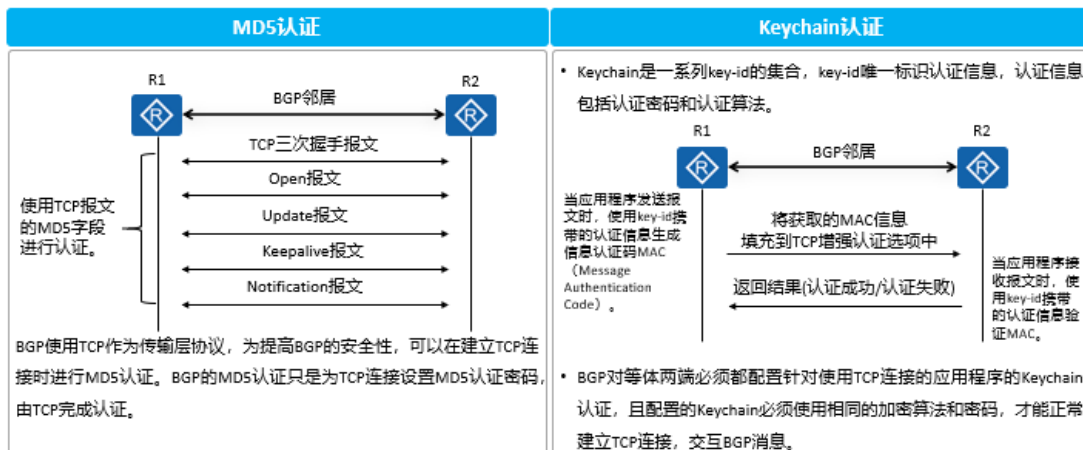 MD5认证
R1
R2
BGP邻居
TCP三次握手报文
Open报文
Update报文
Keepalive报文
Notification报文
使用TCP报文
的MD5字段
进行认证。
BGP使用TCP作为传输层协议，为提高BGP的安全性，可以在建立TCP连
接时进行MD5认证。BGP的MD5认证只是为TCP连接设置MD5认证密码，
由TCP完成认证。
Keychain认证
• Keychain是一系列key-id的集合，key-id唯一标识认证信息，认证信息
包括认证密码和认证算法。
R1
R2
BGP邻居
当应用程序发送报
文时，使用key-id携
带的认证信息生成
信息认证码MAC
（Message
Authentication
Code）。
将获取的MAC信息
填充到TCP增强认证选项中
返回结果(认证成功/认证失败)
当应用程序接
收报文时，使
用key-id携带
的认证信息验
证MAC。
• BGP对等体两端必须都配置针对使用TCP连接的应用程序的Keychain
认证，且配置的Keychain必须使用相同的加密算法和密码，才能正常
建立TCP连接，交互BGP消息。